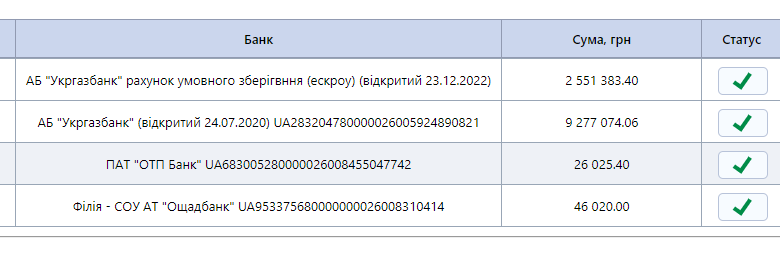 Банк Сума, грн Статус
АБ "Укргазбанк" рахунок умовного зберігвння (ескроу) (відкритий 23.12.2022) 2 551 383.40
АБ "Укргазбанк" (відкритий 24.07.2020) UA283204780000026005924890821 9 277 074.06
ПАТ "ОТП Банк" UA683005280000026008455047742 26 025.40
Філія - СОУ АТ "Ощадбанк" UA953375680000000026008310414 46 020.00